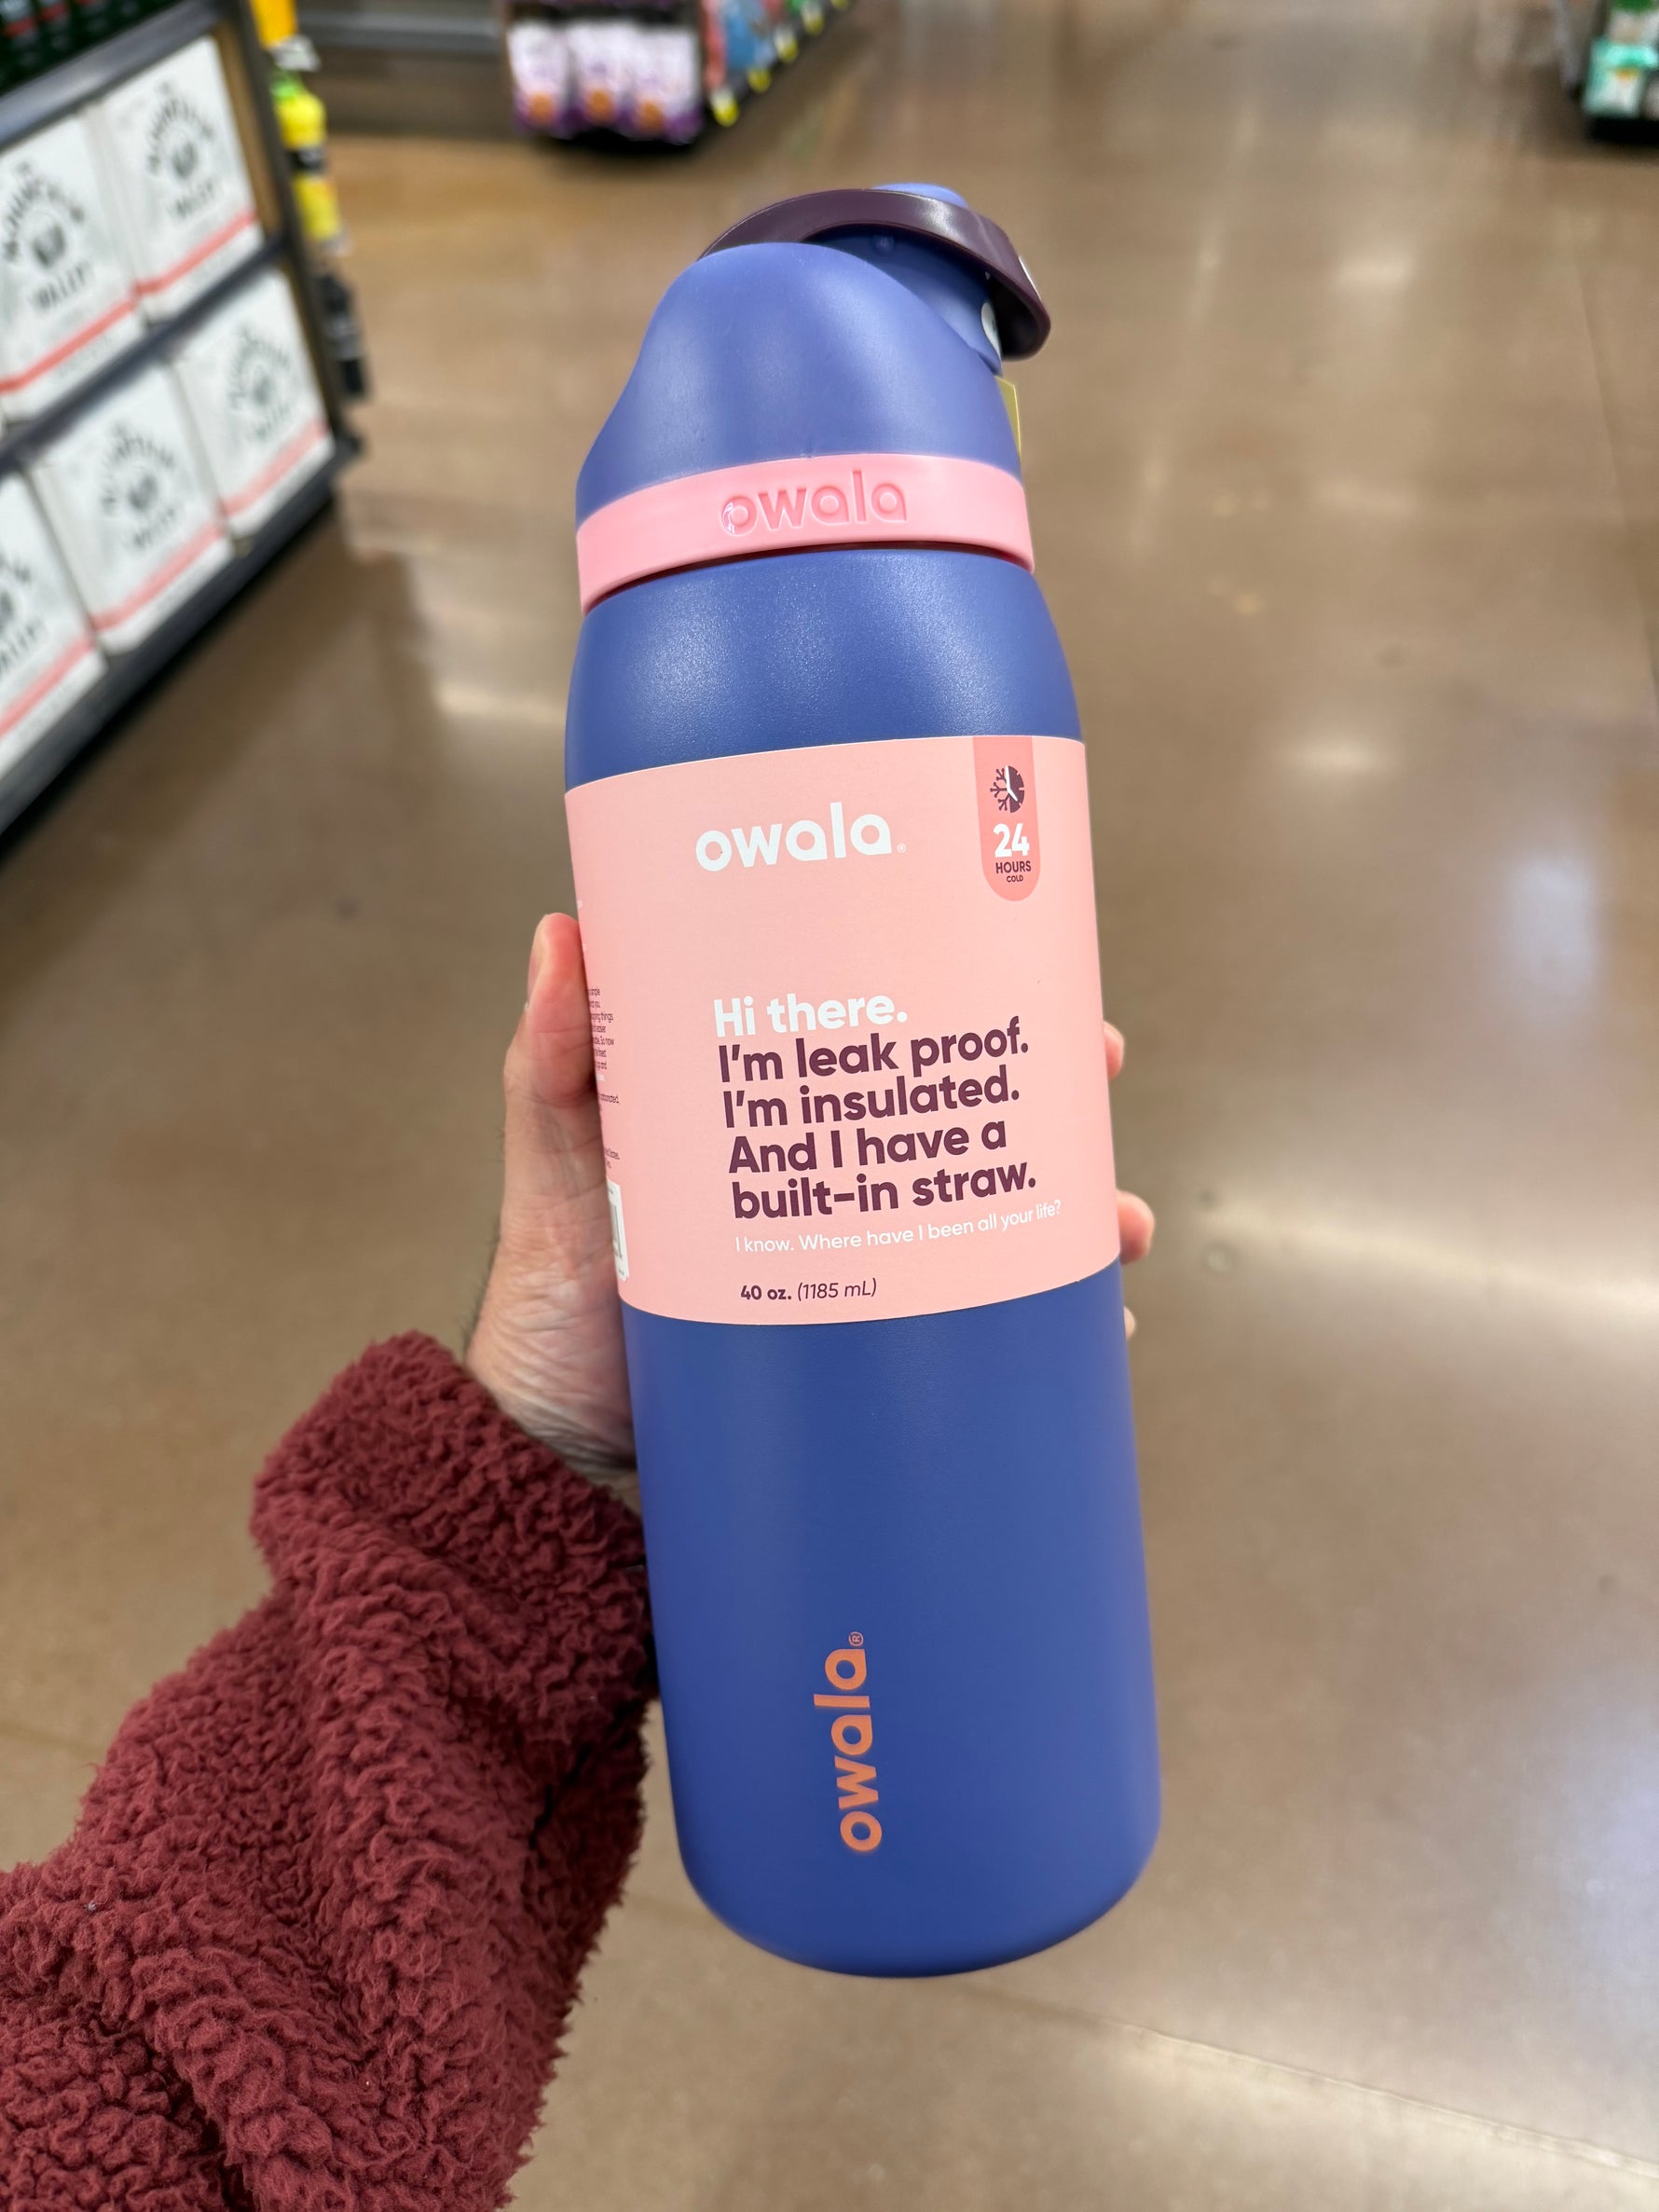 owala
owala®
24
HOURS
COLD
Hi there.
I'm leak proof.
I'm insulated.
And I have a
built-in straw.
I know. Where have I been all your life?
40 oz. (1185 mL)
owala®